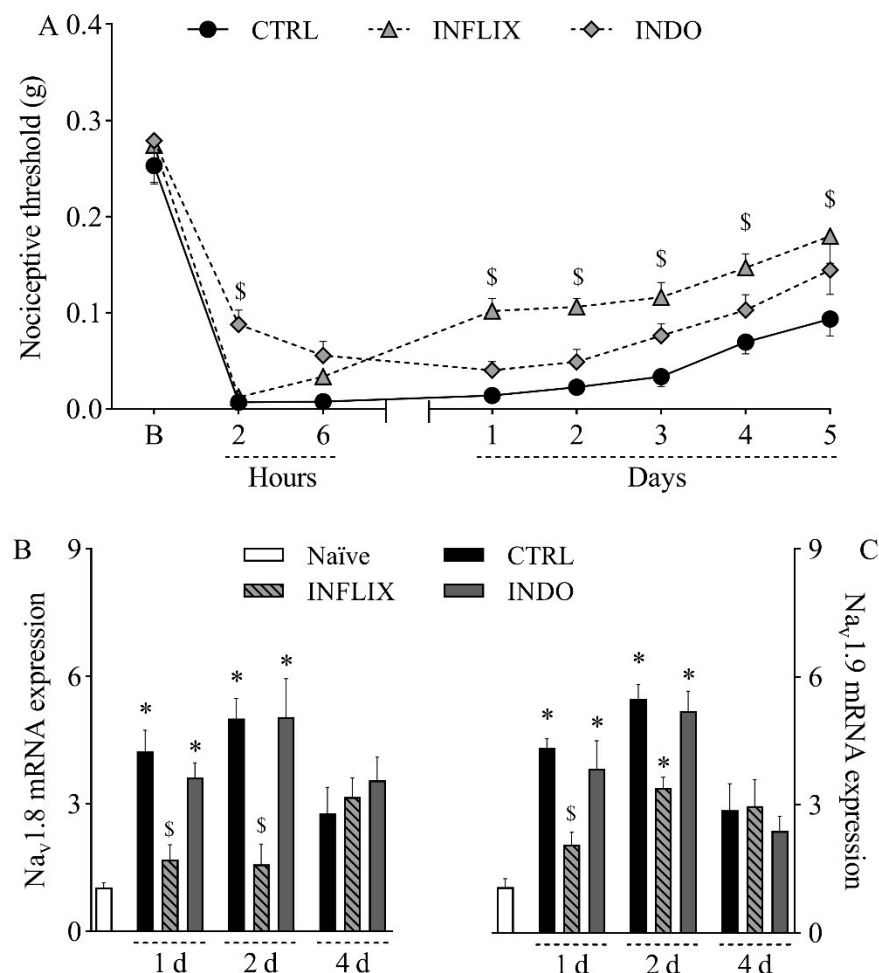 A
CTRL INFLIX INDO
Nociceptive threshold (g)
0.4
0.3
0.2
0.1
0.0
$ $ $ $ $ $
B 2 6 1 2 3 4 5
Hours Days
B
Naïve CTRL
INFLIX INDO
Naᵥ1.8 mRNA expression
9
6
3
0
* * * *
$ $
1 d 2 d 4 d
C
Naᵥ1.9 mRNA expression
9
6
3
0
* * * * *
$
1 d 2 d 4 d